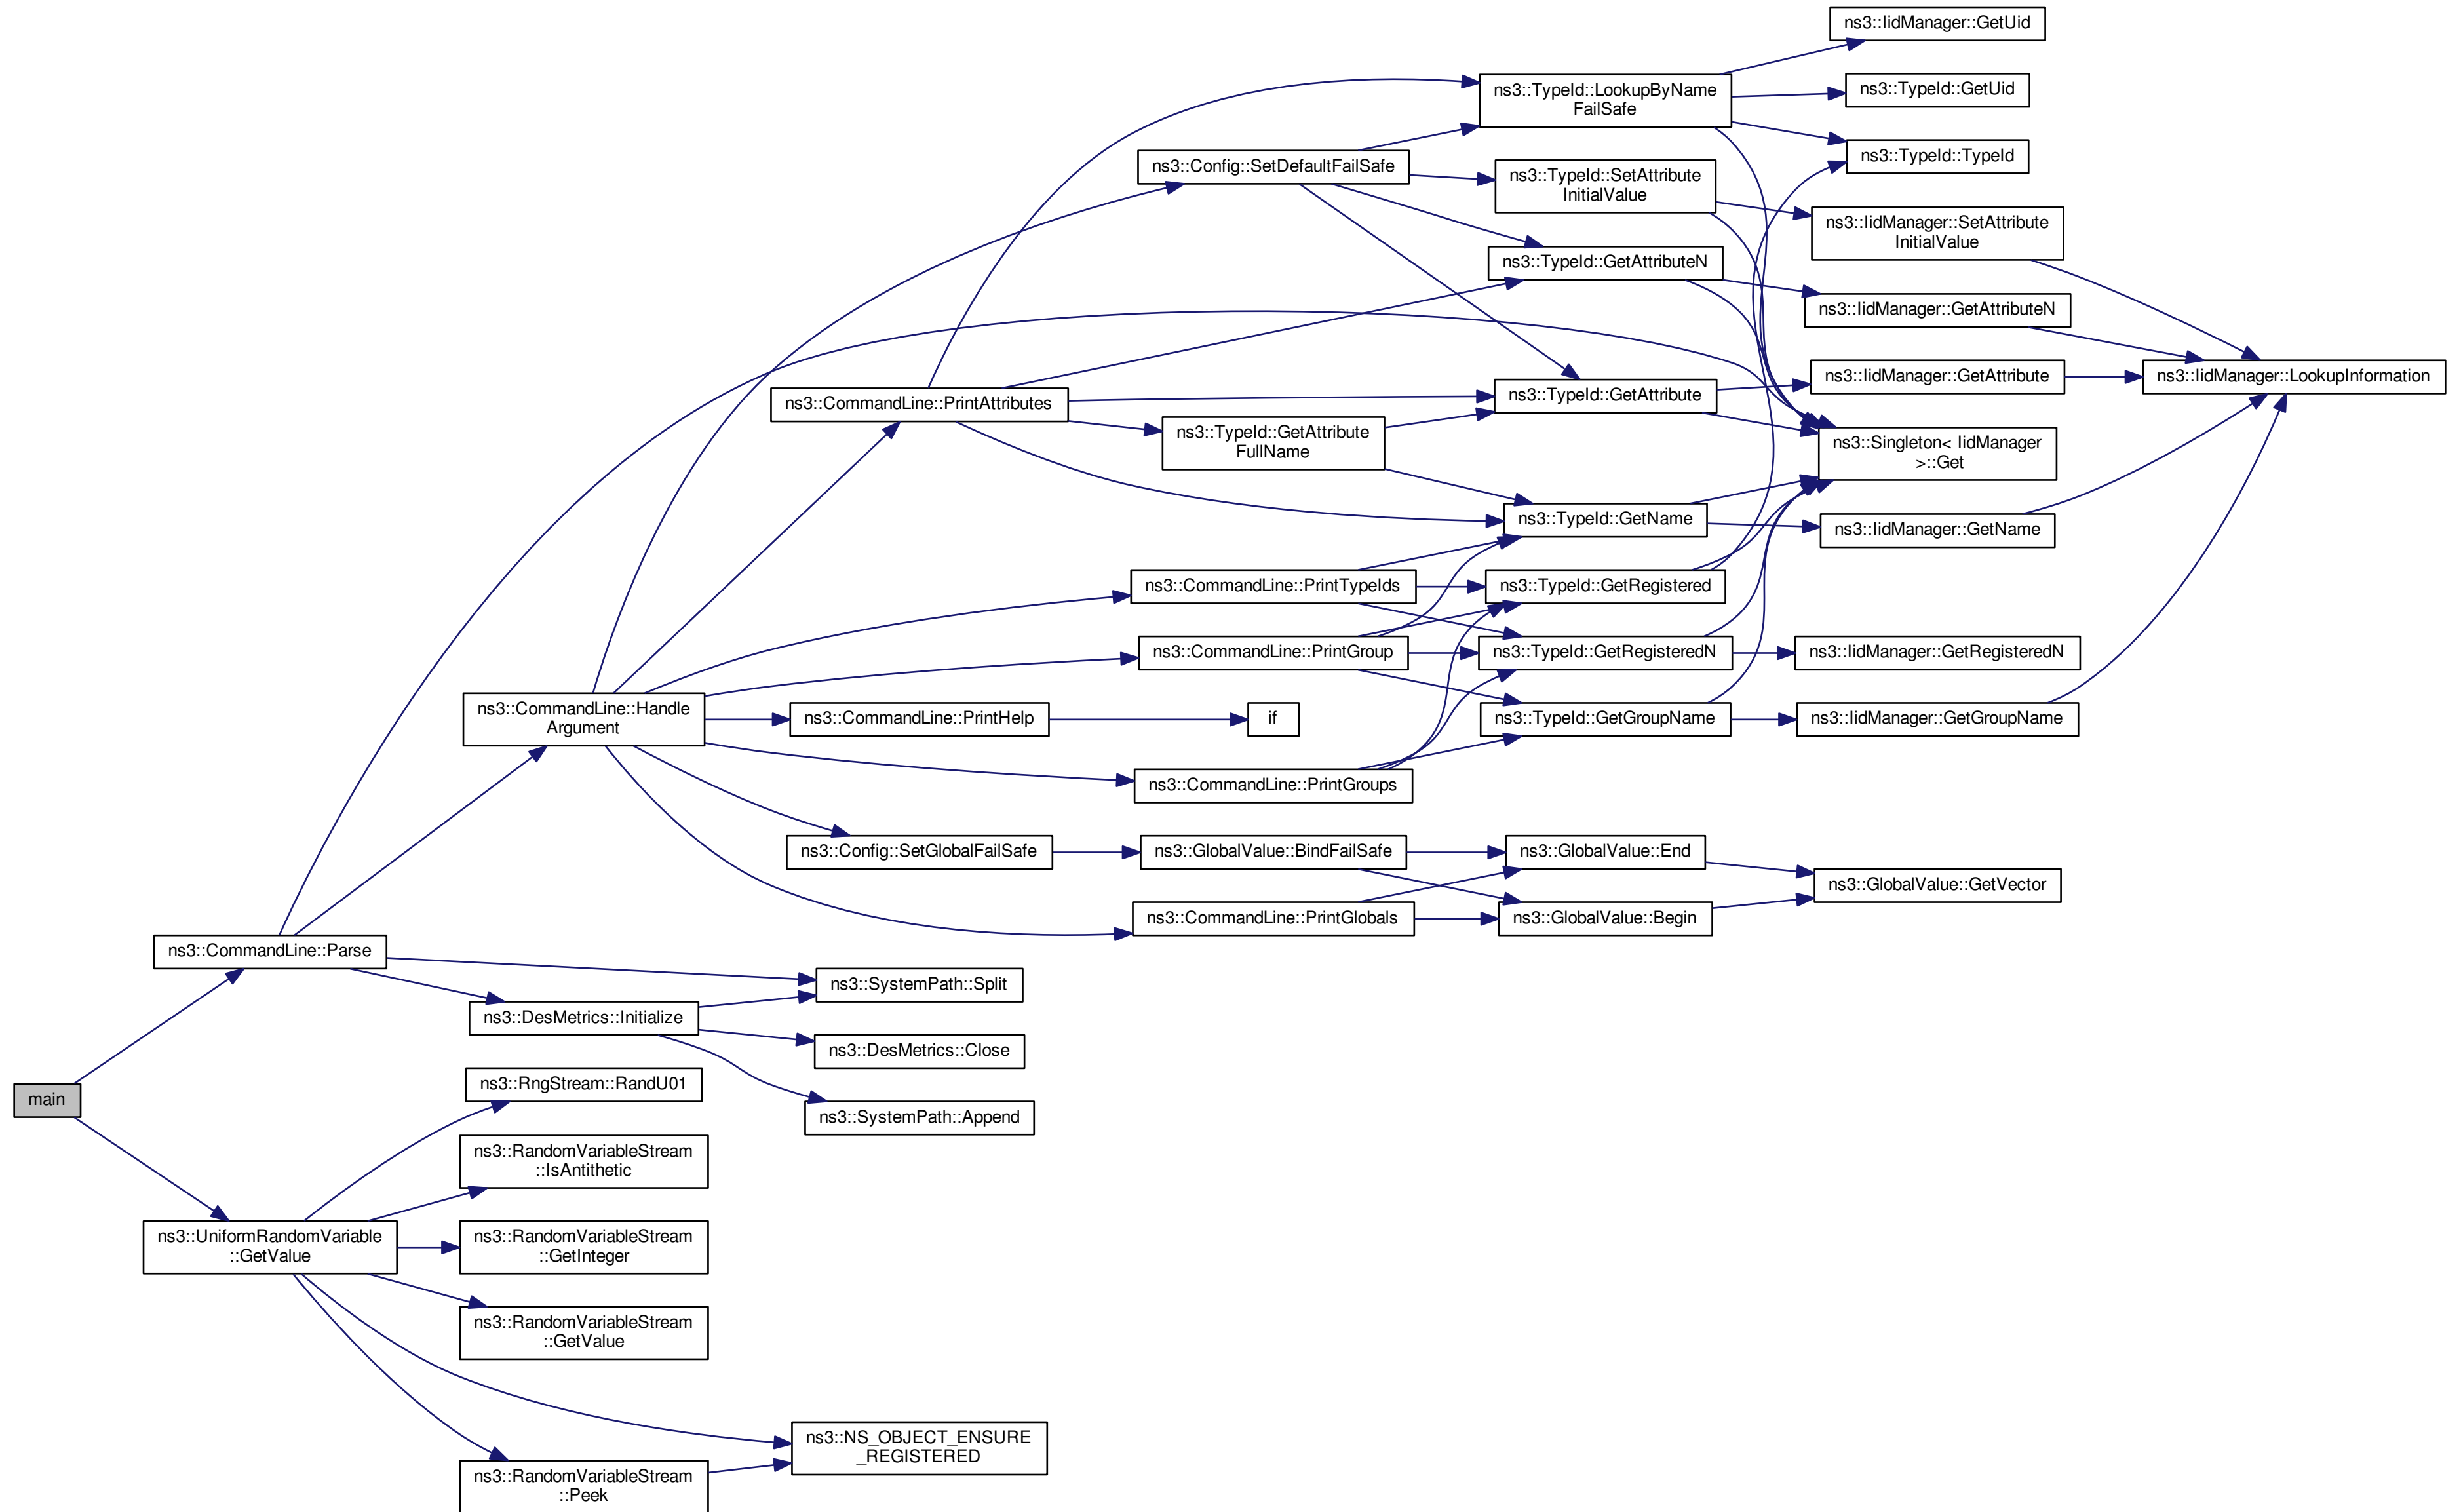 ns3::IidManager::GetUid
ns3::TypeId::LookupByName
FailSafe
ns3::TypeId::GetUid
ns3::TypeId::TypeId
ns3::Config::SetDefaultFailSafe
ns3::TypeId::SetAttribute
InitialValue
ns3::IidManager::SetAttribute
InitialValue
ns3::TypeId::GetAttributeN
ns3::IidManager::GetAttributeN
ns3::IidManager::GetAttribute
ns3::IidManager::LookupInformation
ns3::CommandLine::PrintAttributes
ns3::TypeId::GetAttribute
ns3::TypeId::GetAttribute
FullName
ns3::Singleton< IidManager
>::Get
ns3::TypeId::GetName
ns3::IidManager::GetName
ns3::CommandLine::PrintTypeIds
ns3::TypeId::GetRegistered
ns3::CommandLine::PrintGroup
ns3::TypeId::GetRegisteredN
ns3::IidManager::GetRegisteredN
ns3::CommandLine::Handle
Argument
ns3::CommandLine::PrintHelp
if
ns3::TypeId::GetGroupName
ns3::IidManager::GetGroupName
ns3::CommandLine::PrintGroups
ns3::Config::SetGlobalFailSafe
ns3::GlobalValue::BindFailSafe
ns3::GlobalValue::End
ns3::GlobalValue::GetVector
ns3::CommandLine::PrintGlobals
ns3::GlobalValue::Begin
ns3::CommandLine::Parse
ns3::SystemPath::Split
ns3::DesMetrics::Initialize
ns3::DesMetrics::Close
main
ns3::RngStream::RandU01
ns3::SystemPath::Append
ns3::RandomVariableStream
::IsAntithetic
ns3::UniformRandomVariable
::GetValue
ns3::RandomVariableStream
::GetInteger
ns3::RandomVariableStream
::GetValue
ns3::NS_OBJECT_ENSURE
_REGISTERED
ns3::RandomVariableStream
::Peek